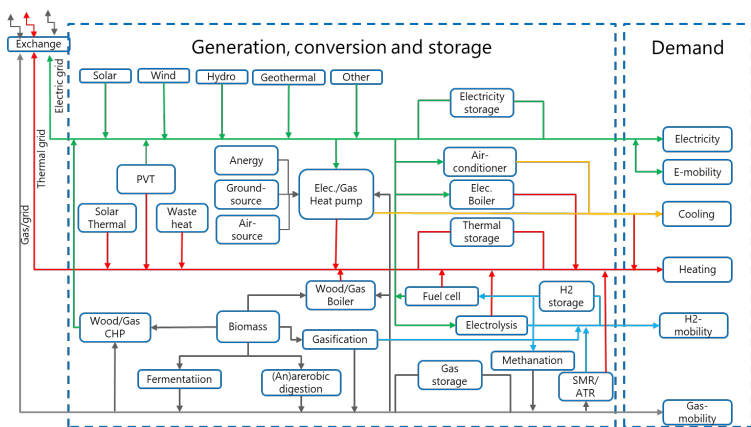 Exchange
Generation, conversion and storage
Demand
Electric grid
Thermal grid
Gas/grid
Solar
Wind
Hydro
Geothermal
Other
Electricity
storage
Electricity
Air-
conditioner
E-mobility
Anergy
PVT
Elec./Gas
Heat pump
Ground-
source
Elec.
Boiler
Solar
Thermal
Waste
heat
Air-
source
Thermal
storage
Cooling
Heating
Wood/Gas
Boiler
Fuel cell
H2
storage
Wood/Gas
CHP
Biomass
Gasification
Electrolysis
H2-
mobility
Methanation
Fermentatiion
(An)arerobic
digestion
Gas
storage
SMR/
ATR
Gas-
mobility